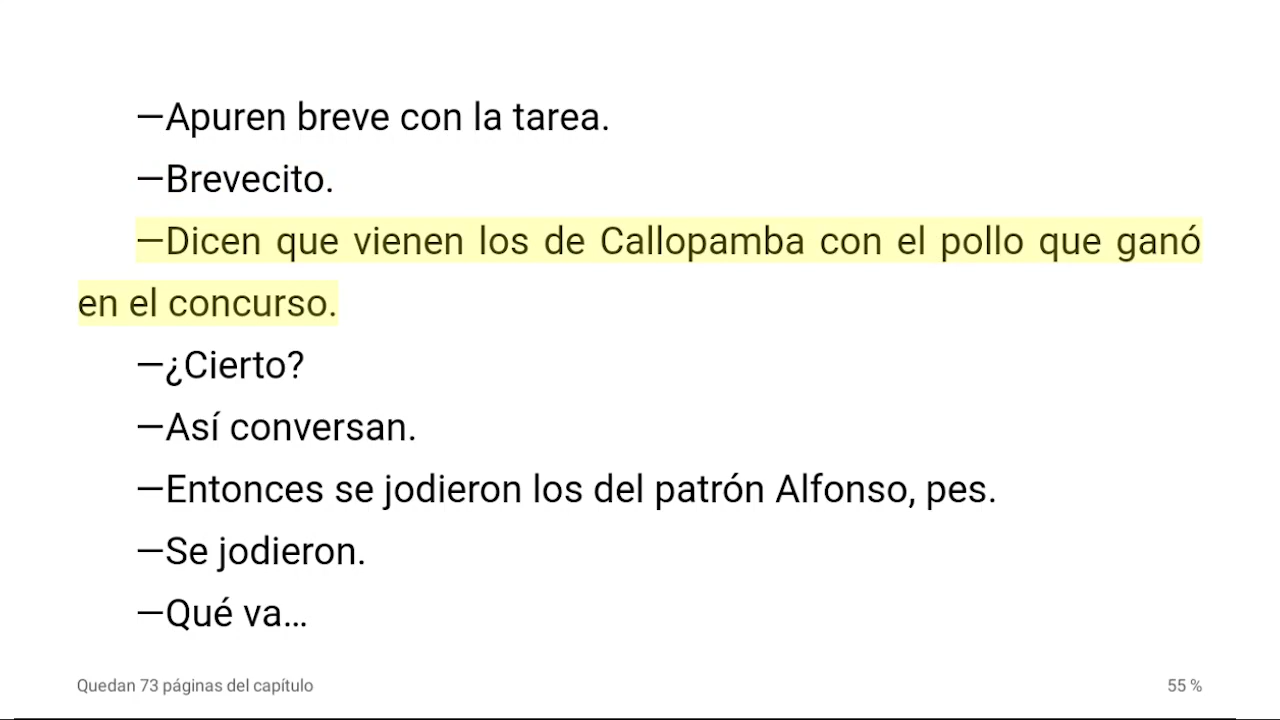 —Apuren breve con la tarea.
—Brevecito.
—Dicen que vienen los de Callopamba con el pollo que ganó
en el concurso.
—¿Cierto?
—Así conversan.
—Entonces se jodieron los del patrón Alfonso, pes.
—Se jodieron.
—Qué va…
Quedan 73 páginas del capítulo
55 %